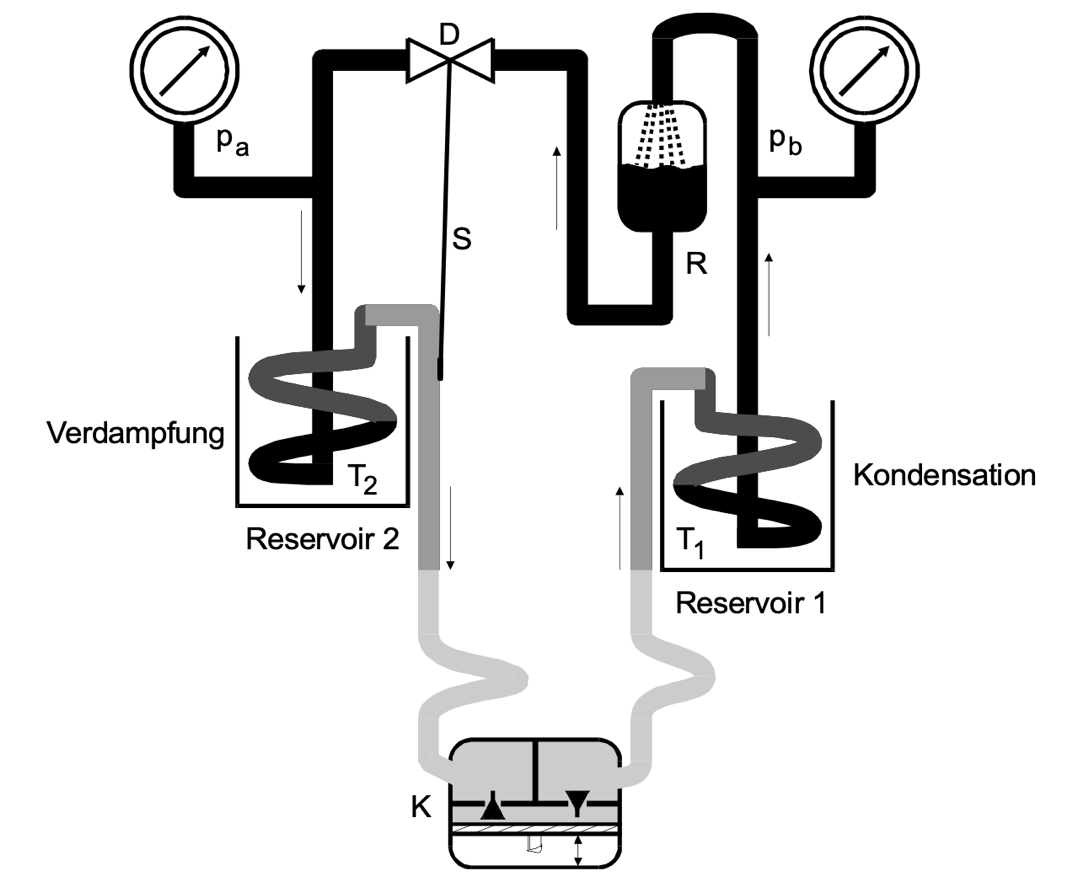 D
p_a
p_b
S
R
Verdampfung
T_2
Kondensation
Reservoir 2
T_1
Reservoir 1
K